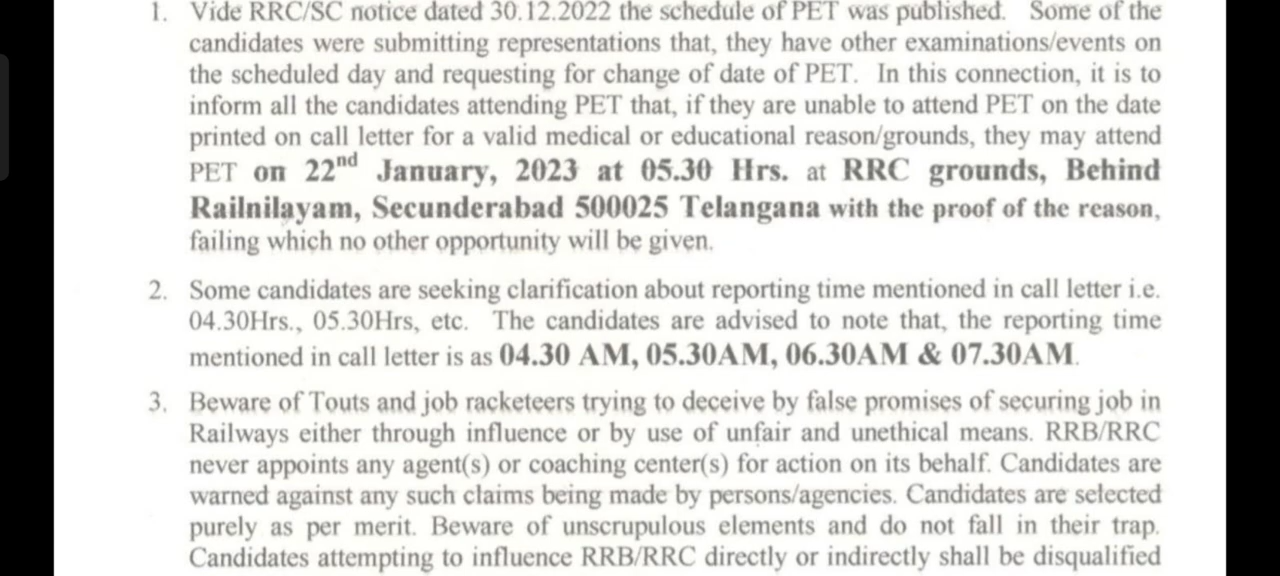 1. Vide RRC/SC notice dated 30.12.2022 the schedule of PET was published. Some of the
candidates were submitting representations that, they have other examinations/events on
the scheduled day and requesting for change of date of PET. In this connection, it is to
inform all the candidates attending PET that, if they are unable to attend PET on the date
printed on call letter for a valid medical or educational reason/grounds, they may attend
PET on 22nd January, 2023 at 05.30 Hrs. at RRC grounds, Behind
Railnilayam, Secunderabad 500025 Telangana with the proof of the reason,
failing which no other opportunity will be given.
2. Some candidates are seeking clarification about reporting time mentioned in call letter i.e.
04.30Hrs., 05.30Hrs, etc. The candidates are advised to note that, the reporting time
mentioned in call letter is as 04.30 AM, 05.30AM, 06.30AM & 07.30AM.
3. Beware of Touts and job racketeers trying to deceive by false promises of securing job in
Railways either through influence or by use of unfair and unethical means. RRB/RRC
never appoints any agent(s) or coaching center(s) for action on its behalf. Candidates are
warned against any such claims being made by persons/agencies. Candidates are selected
purely as per merit. Beware of unscrupulous elements and do not fall in their trap.
Candidates attempting to influence RRB/RRC directly or indirectly shall be disqualified